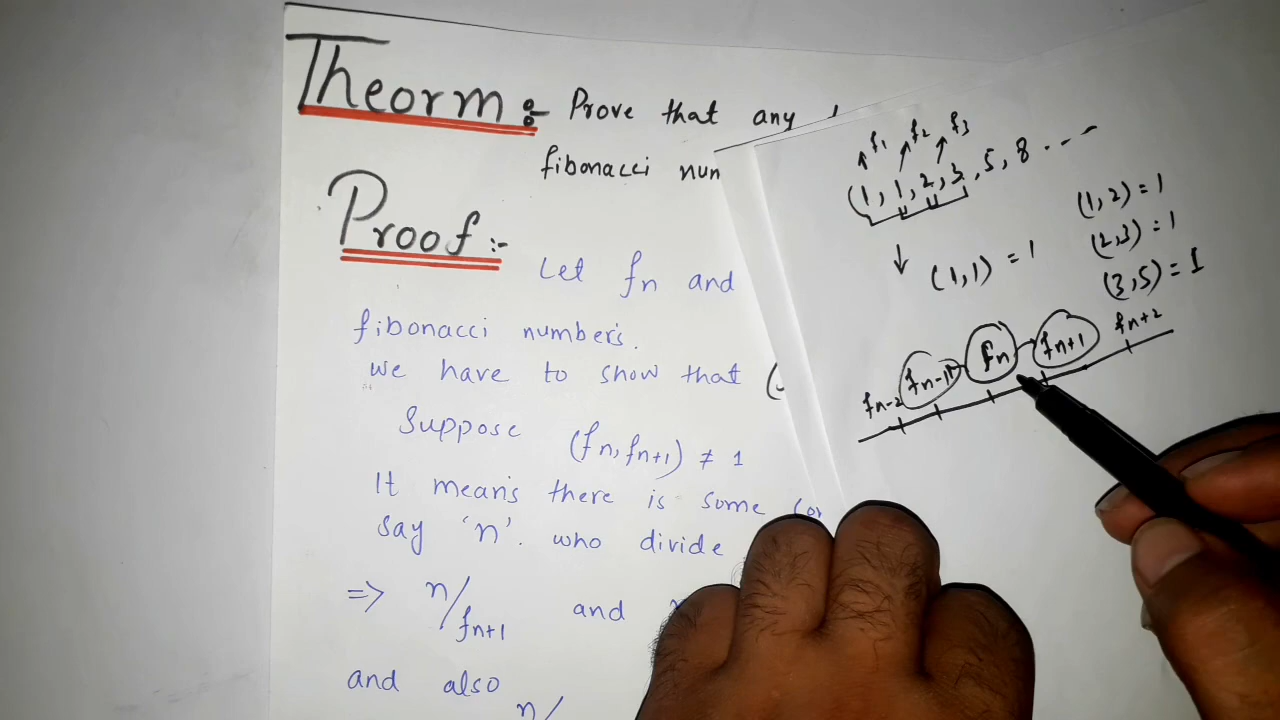 Theorm:- Prove that any
fibonacci num
Proof :-
Let fn and
fibonacci numbers.
we have to show that (
Suppose (fn, fn+1) ≠ 1
It means there is some
say 'n'. who divide
=> n/fn+1 and
and also
n/
f1 f2 f3
(1, 1, 2, 3, 5, 8 ...
↓ (1,1) = 1
(1,2) = 1
(2,3) = 1
(3,5) = 1
fn-2 fn-1 fn fn+1 fn+2